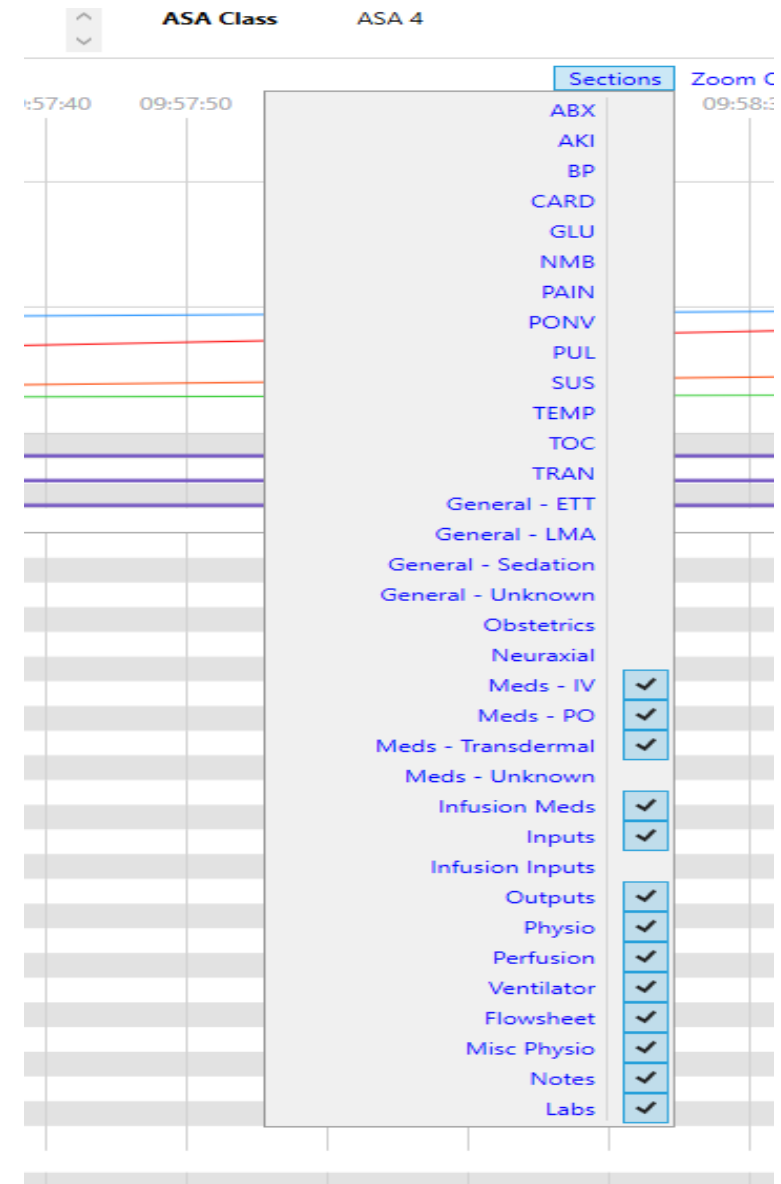 ASA Class ASA 4
Sections Zoom
:57:40 09:57:50 09:58:3
ABX
AKI
BP
CARD
GLU
NMB
PAIN
PONV
PUL
SUS
TEMP
TOC
TRAN
General - ETT
General - LMA
General - Sedation
General - Unknown
Obstetrics
Neuraxial
Meds - IV
Meds - PO
Meds - Transdermal
Meds - Unknown
Infusion Meds
Inputs
Infusion Inputs
Outputs
Physio
Perfusion
Ventilator
Flowsheet
Misc Physio
Notes
Labs